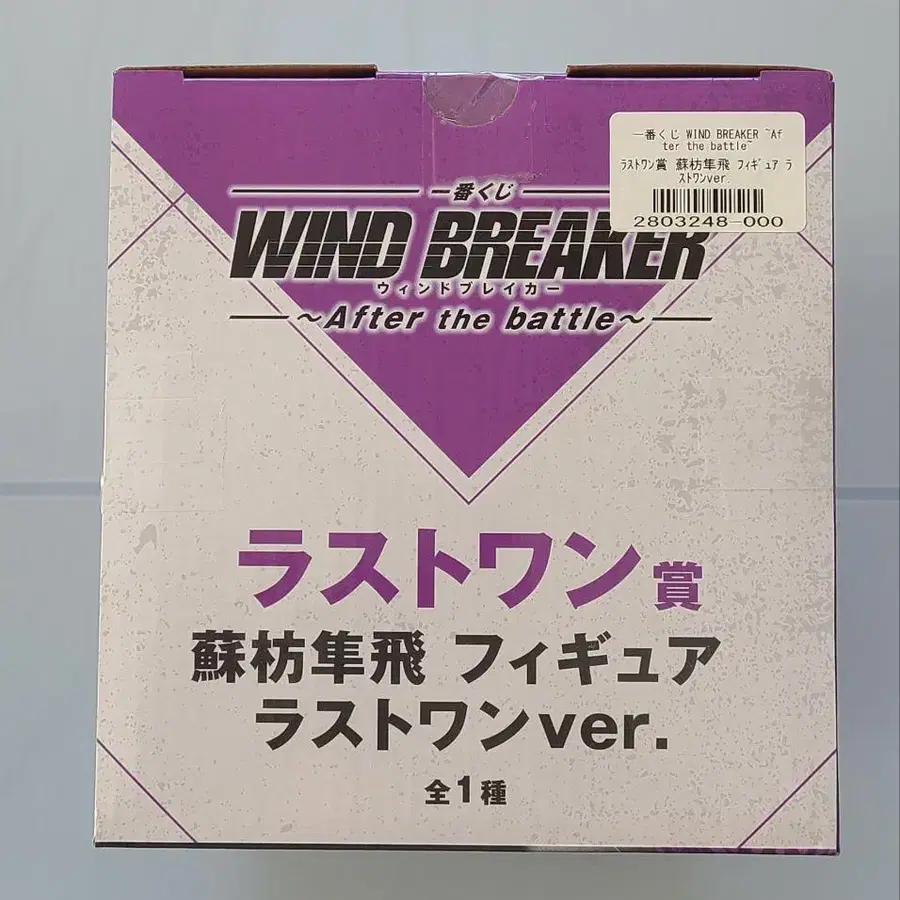 一番くじ
WIND BREAKER
ウィンドブレイカー
～After the battle～
ラストワン賞
蘇枋隼飛 フィギュア
ラストワンver.
全1種
一番くじ WIND BREAKER ~Af
ter the battle~
ﾗｽﾄﾜﾝ賞 蘇枋隼飛 ﾌｨｷﾞｭｱ ﾗ
ｽﾄﾜﾝver.
2803248-000